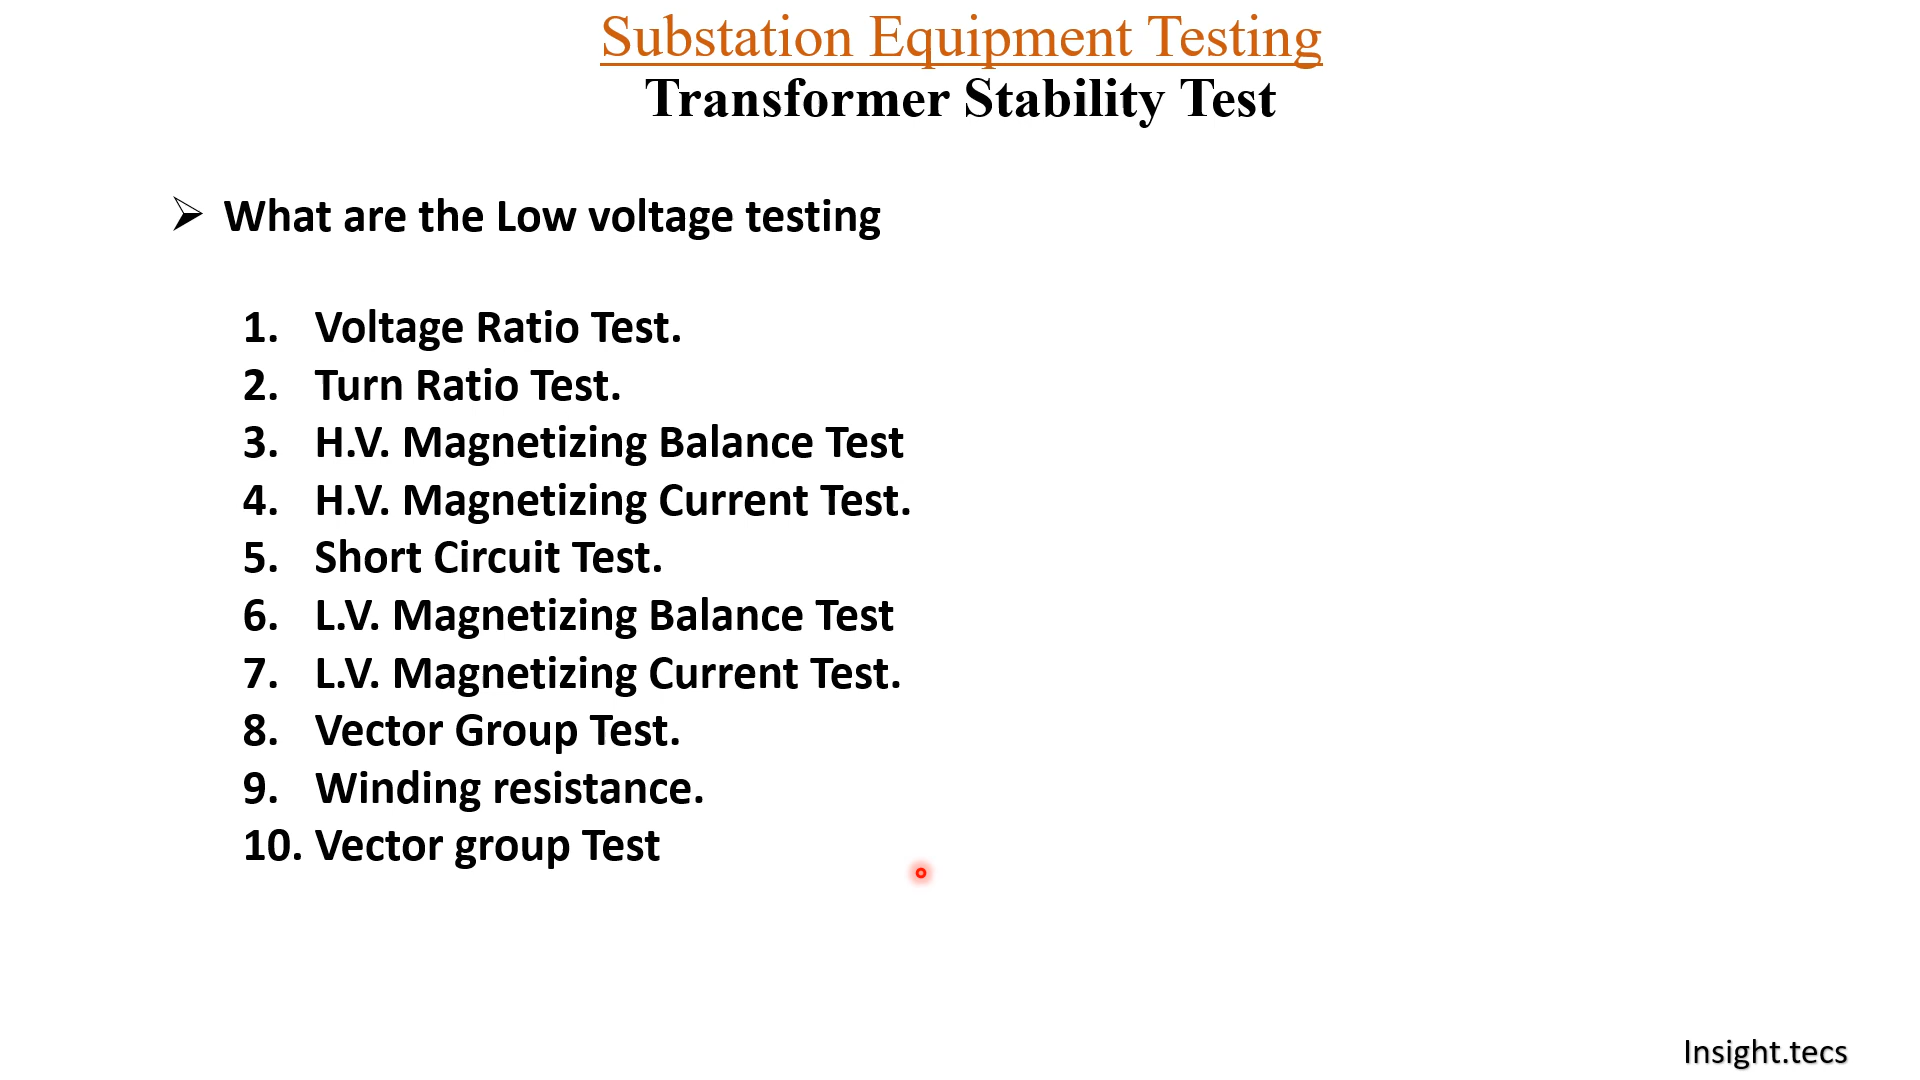 Substation Equipment Testing
Transformer Stability Test
What are the Low voltage testing
1. Voltage Ratio Test.
2. Turn Ratio Test.
3. H.V. Magnetizing Balance Test
4. H.V. Magnetizing Current Test.
5. Short Circuit Test.
6. L.V. Magnetizing Balance Test
7. L.V. Magnetizing Current Test.
8. Vector Group Test.
9. Winding resistance.
10. Vector group Test
Insight.tecs